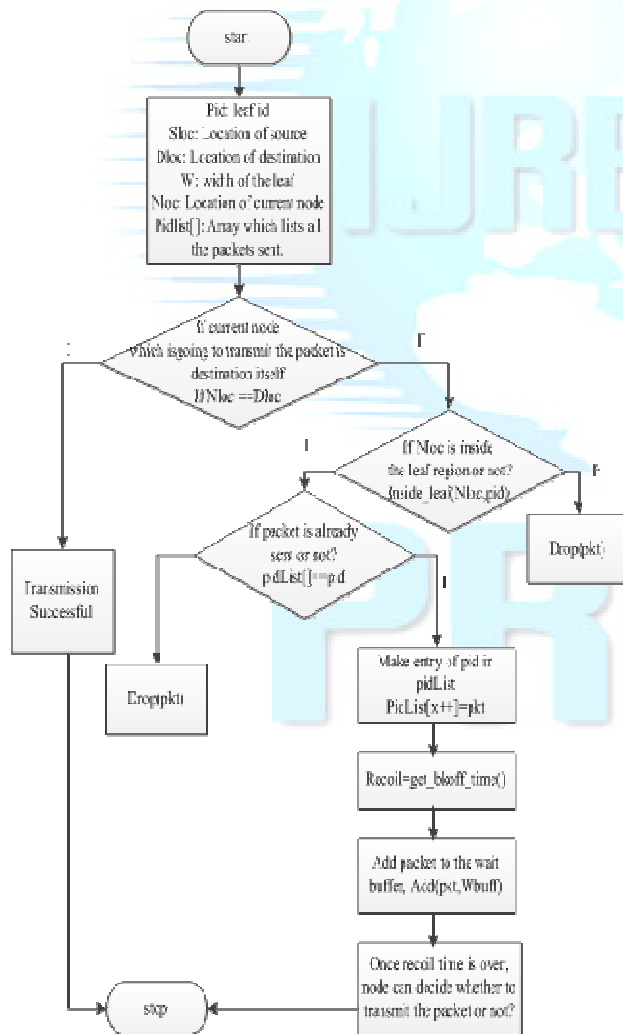 start
Pid: leaf id
Sloc: Location of source
Dloc: Location of destination
W: width of the leaf
Nloc: Location of current node
Pidlist[]: Array which lists all
the packets sent.
If current node
which is going to transmit the packet is
destination itself
If Nloc ==Dloc
If Nloc is inside
the leaf region or not?
Inside_leaf(Nloc,pid)
Drop(pkt)
If packet is already
sent or not?
pidList[]==pid
Transmission
Successful
Drop(pkt)
Make entry of pid in
pidList
PidList[x++]=pkt
Recoil=get_bkoff_time()
Add packet to the wait
buffer, Add(pkt,Wbuff)
Once recoil time is over,
node can decide whether to
transmit the packet or not?
stop
IJRE
PR